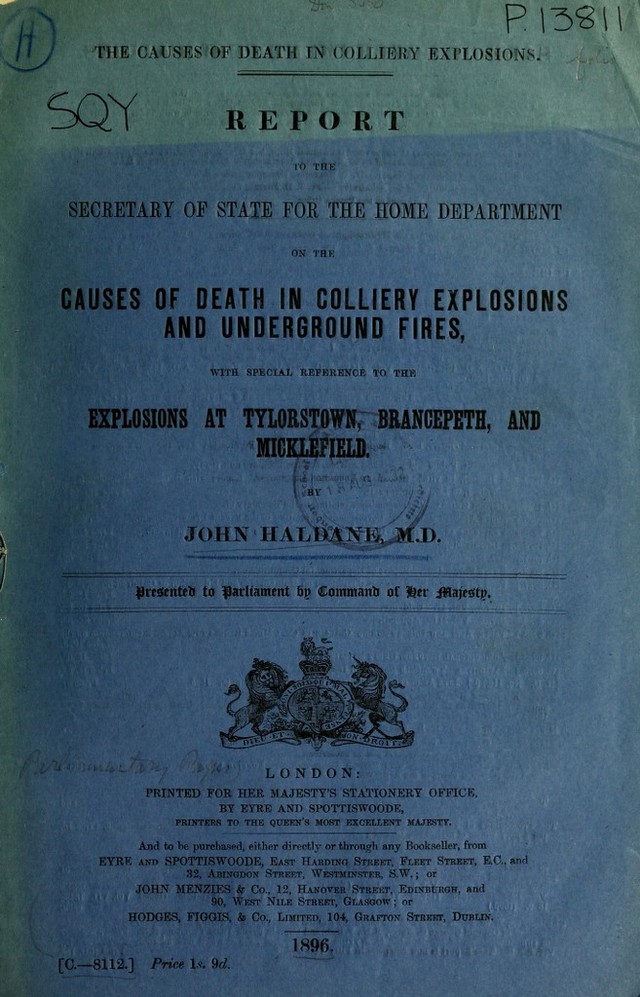 P.13811
H
THE CAUSES OF DEATH IN COLLIERY EXPLOSIONS.
SQY
REPORT
TO THE
SECRETARY OF STATE FOR THE HOME DEPARTMENT
ON THE
CAUSES OF DEATH IN COLLIERY EXPLOSIONS
AND UNDERGROUND FIRES,
WITH SPECIAL REFERENCE TO THE
EXPLOSIONS AT TYLORSTOWN, BRANCEPETH, AND
MICKLEFIELD.
BY
JOHN HALDANE, M.D.
Presented to Parliament by Command of Her Majesty.
DIEU ET MON DROIT
LONDON:
PRINTED FOR HER MAJESTY'S STATIONERY OFFICE,
BY EYRE AND SPOTTISWOODE,
PRINTERS TO THE QUEEN'S MOST EXCELLENT MAJESTY.
And to be purchased, either directly or through any Bookseller, from
EYRE AND SPOTTISWOODE, EAST HARDING STREET, FLEET STREET, E.C., and
32, ABINGDON STREET, WESTMINSTER, S.W.; or
JOHN MENZIES & Co., 12, HANOVER STREET, EDINBURGH, and
90, WEST NILE STREET, GLASGOW; or
HODGES, FIGGIS, & Co., LIMITED, 104, GRAFTON STREET, DUBLIN.
1896.
[C.—8112.] Price 1s. 9d.